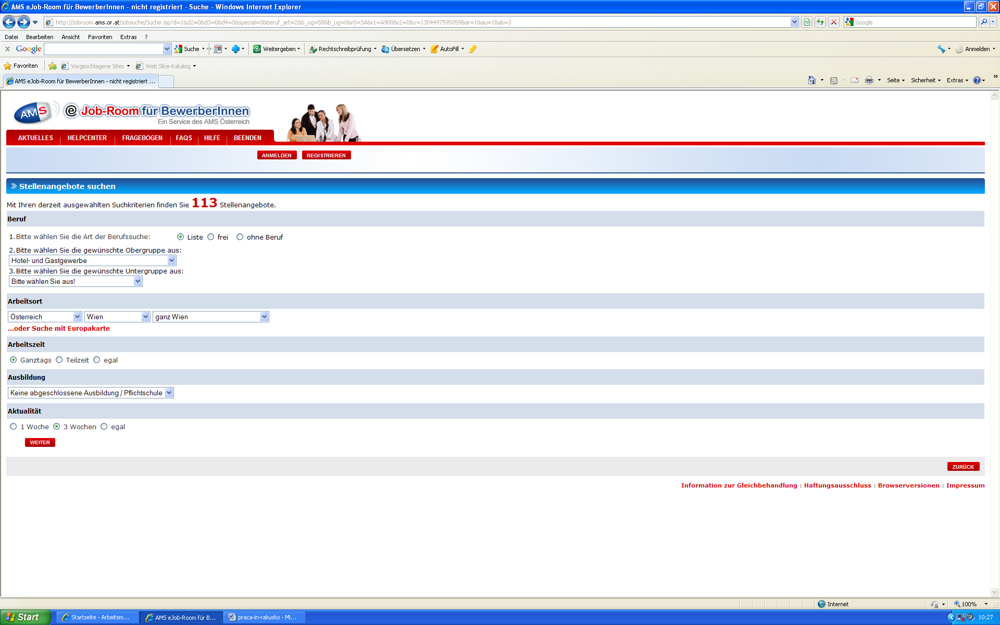 AMS eJob-Room für BewerberInnen - nicht registriert - Suche - Windows Internet Explorer
http://jobroom.ams.or.at/jobsuche/Suche.jsp?d=1&d2=0&d3=0&d4=0&special=0&beruf_art=2&b_og=58&b_ug=0&r0=SA&r1=A900&r2=0&x=1304497595059&ar=1&au=1&ak=3
Google
Datei Bearbeiten Ansicht Favoriten Extras ?
x Google Suche Weitergeben Rechtschreibprüfung Übersetzen AutoFill Anmelden
Favoriten Vorgeschlagene Sites Web Slice-Katalog
AMS eJob-Room für BewerberInnen - nicht registriert ... Seite Sicherheit Extras »
AMS e Job-Room für BewerberInnen
Ein Service des AMS Österreich
AKTUELLES HELPCENTER FRAGEBOGEN FAQS HILFE BEENDEN
ANMELDEN REGISTRIEREN
Stellenangebote suchen
Mit Ihren derzeit ausgewählten Suchkriterien finden Sie 113 Stellenangebote.
Beruf
1. Bitte wählen Sie die Art der Berufssuche: Liste frei ohne Beruf
2. Bitte wählen Sie die gewünschte Obergruppe aus:
Hotel- und Gastgewerbe
3. Bitte wählen Sie die gewünschte Untergruppe aus:
Bitte wählen Sie aus!
Arbeitsort
Österreich Wien ganz Wien
...oder Suche mit Europakarte
Arbeitszeit
Ganztags Teilzeit egal
Ausbildung
Keine abgeschlossene Ausbildung / Pflichtschule
Aktualität
1 Woche 3 Wochen egal
WEITER
ZURÜCK
Information zur Gleichbehandlung : Haftungsausschluss : Browserversionen : Impressum
Internet 100%
Start Startseite - Arbeitsm... AMS eJob-Room für B... praca-in-rakusko - Mi... 10:27